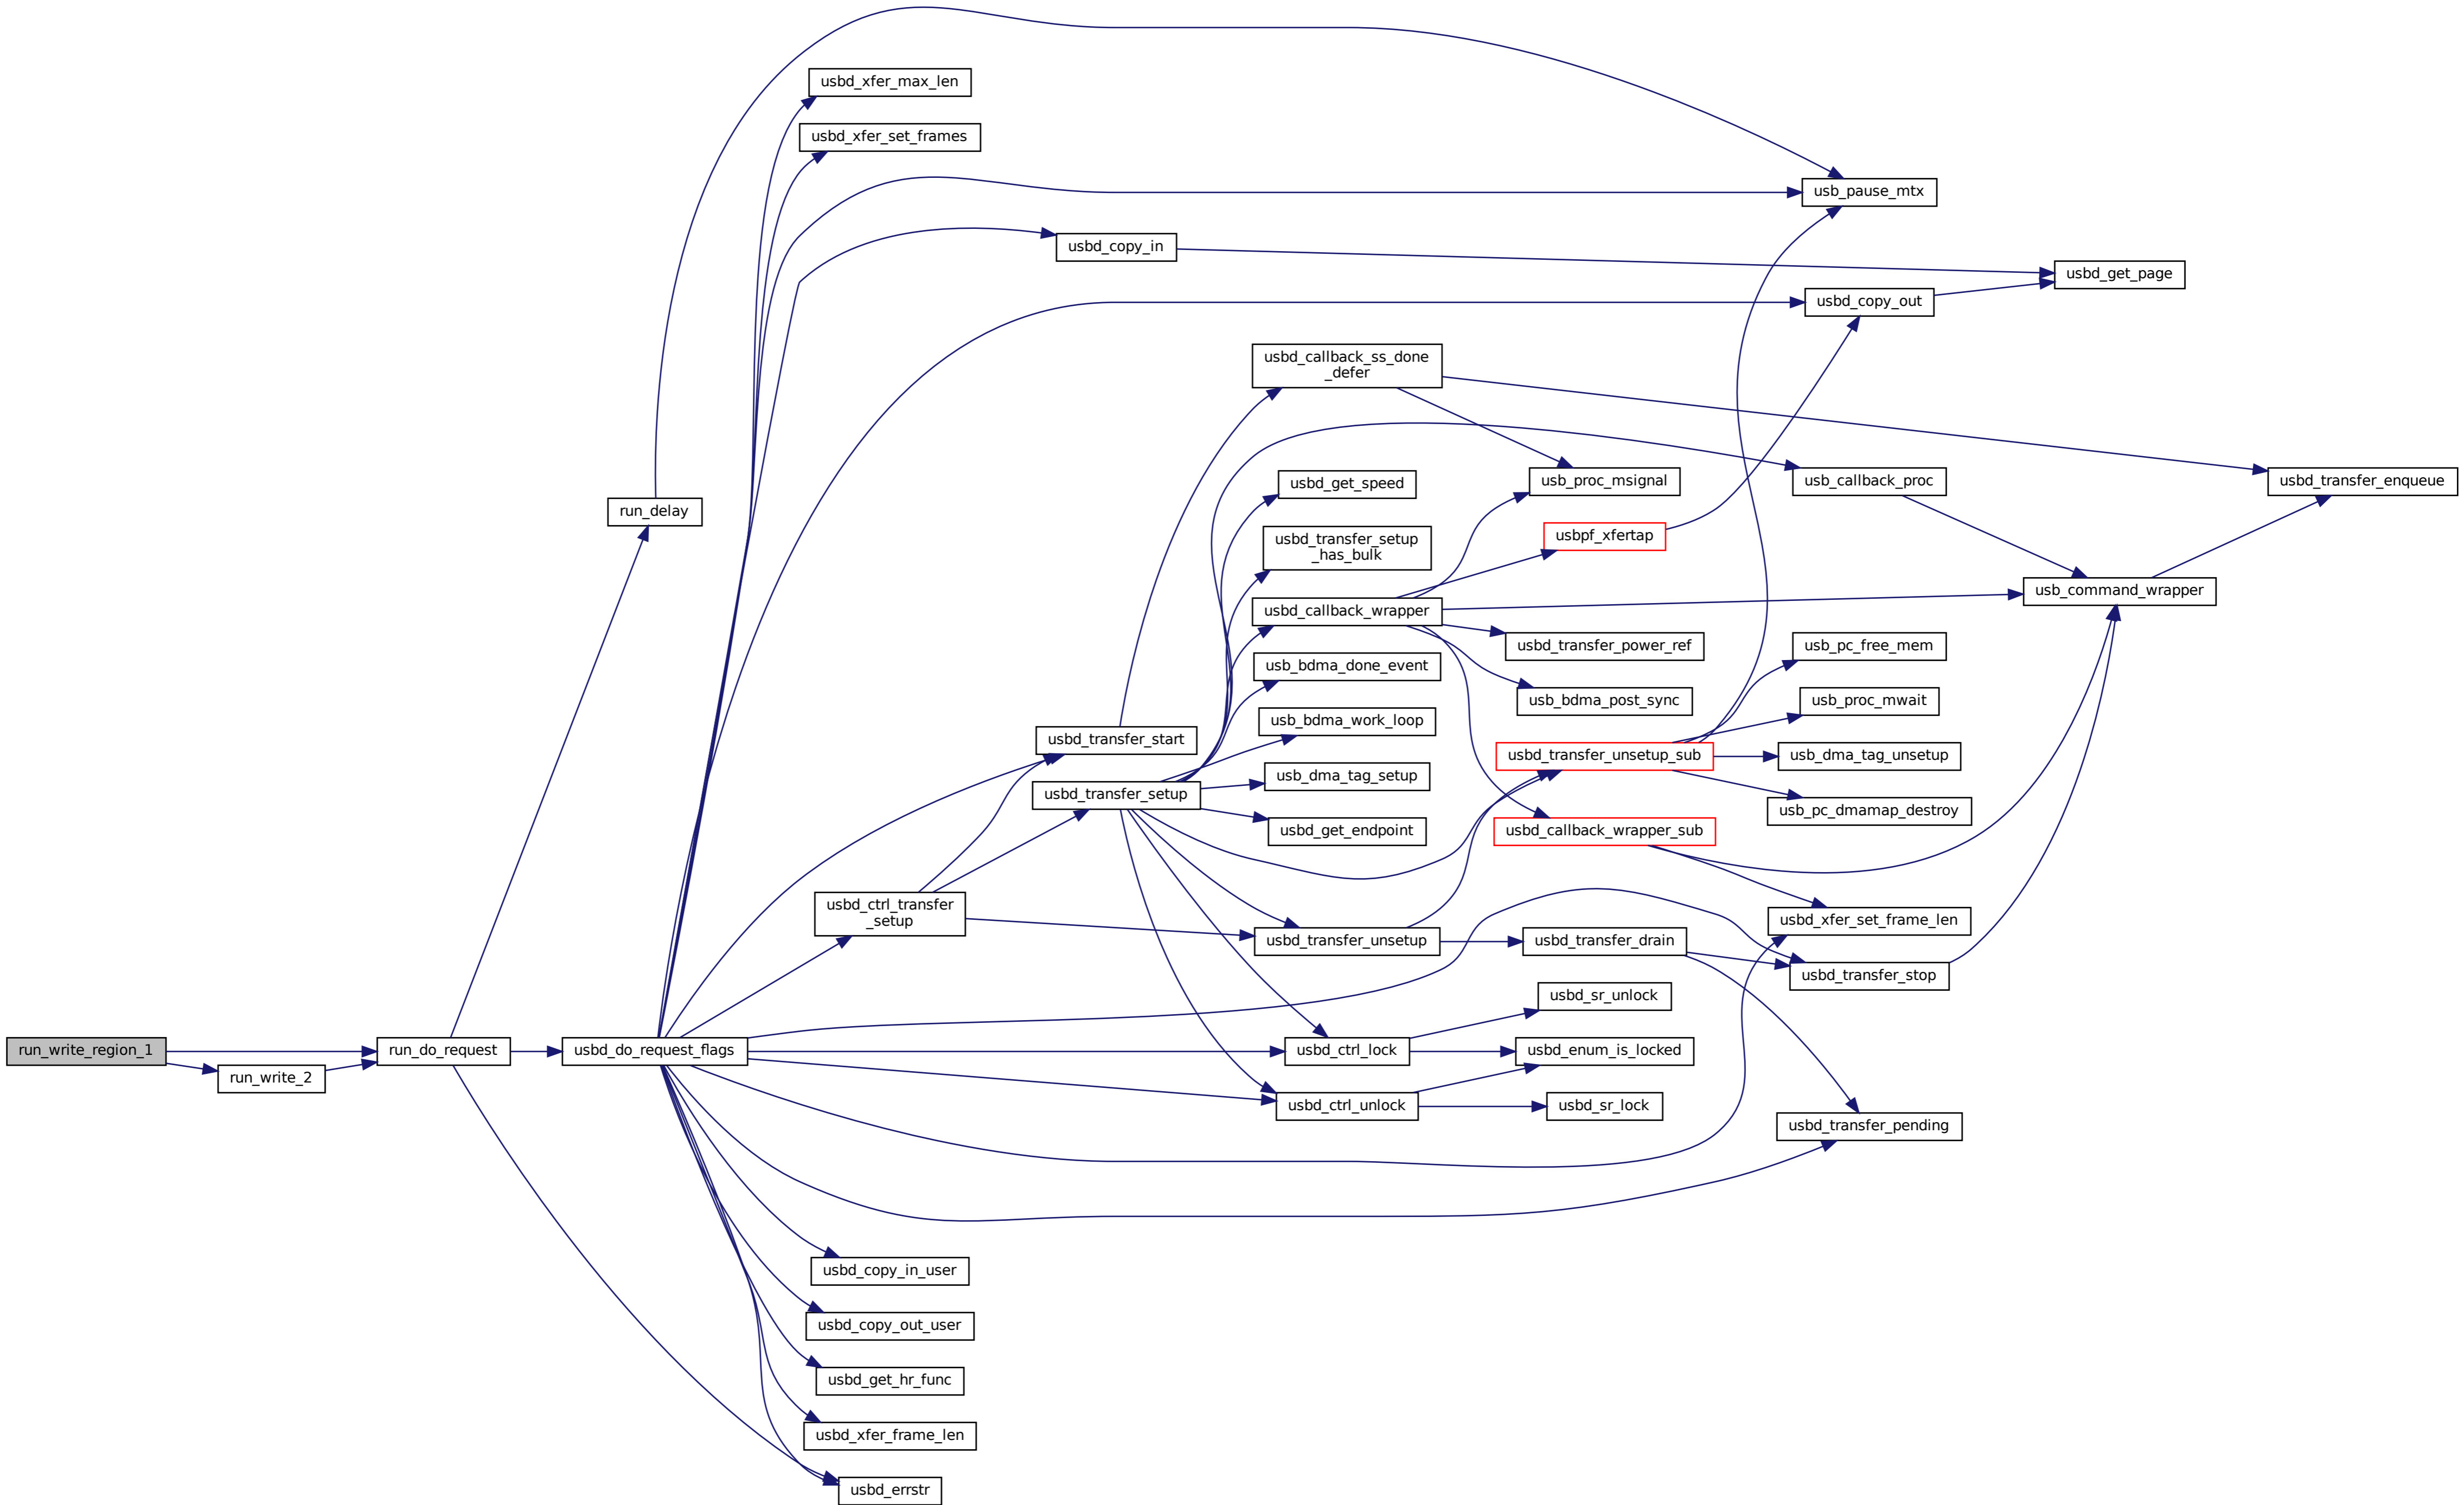 usbd_xfer_max_len
usbd_xfer_set_frames
usb_pause_mtx
usbd_copy_in
usbd_get_page
usbd_copy_out
usbd_callback_ss_done
_defer
usbd_get_speed
usb_proc_msignal
usb_callback_proc
usbd_transfer_enqueue
run_delay
usbpf_xfertap
usbd_transfer_setup
_has_bulk
usb_command_wrapper
usbd_callback_wrapper
usbd_transfer_power_ref
usb_pc_free_mem
usb_bdma_done_event
usb_bdma_post_sync
usb_proc_mwait
usb_bdma_work_loop
usbd_transfer_start
usbd_transfer_unsetup_sub
usb_dma_tag_unsetup
usb_dma_tag_setup
usbd_transfer_setup
usb_pc_dmamap_destroy
usbd_get_endpoint
usbd_callback_wrapper_sub
usbd_ctrl_transfer
_setup
usbd_xfer_set_frame_len
usbd_transfer_unsetup
usbd_transfer_drain
usbd_transfer_stop
usbd_sr_unlock
run_write_region_1
run_do_request
usbd_do_request_flags
usbd_ctrl_lock
usbd_enum_is_locked
run_write_2
usbd_ctrl_unlock
usbd_sr_lock
usbd_transfer_pending
usbd_copy_in_user
usbd_copy_out_user
usbd_get_hr_func
usbd_xfer_frame_len
usbd_errstr